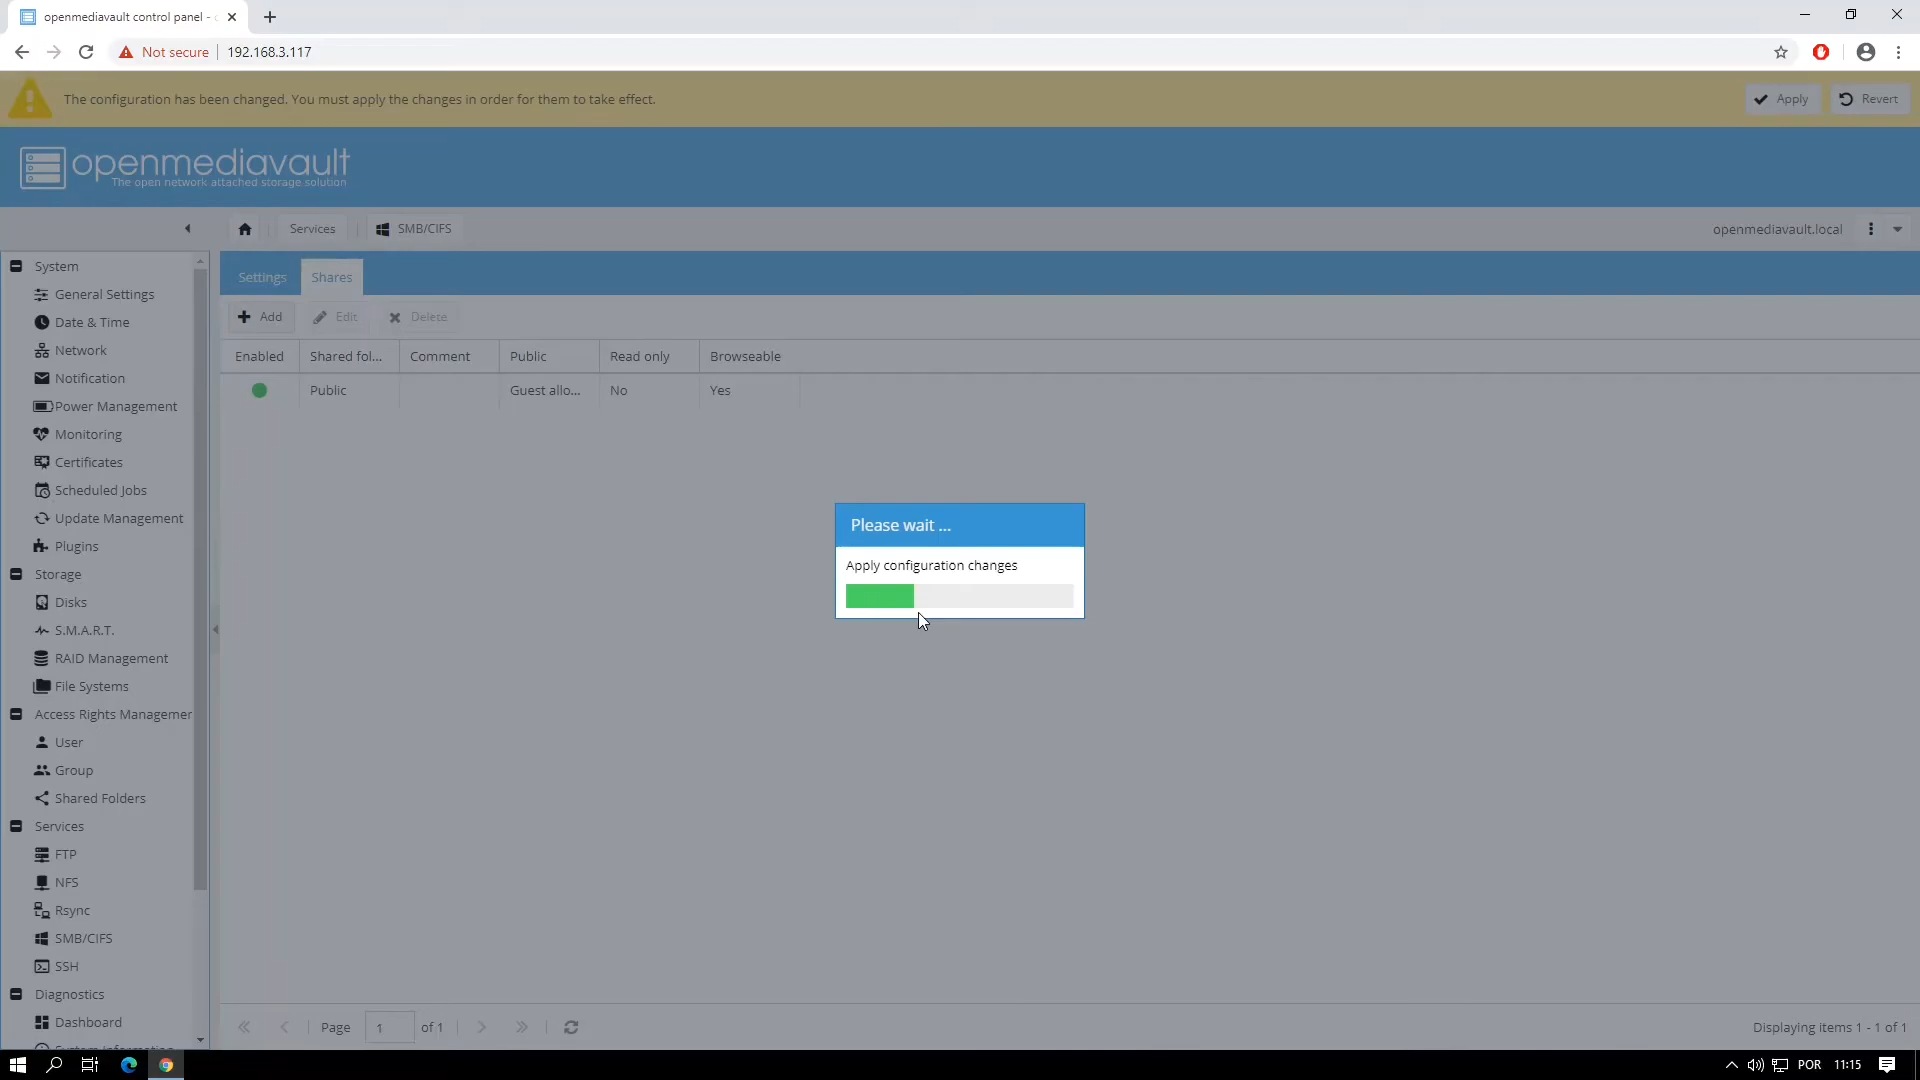 openmediavault control panel -
Not secure
192.168.3.117
The configuration has been changed. You must apply the changes in order for them to take effect.
Apply
Revert
openmediavault
The open network attached storage solution
Services
SMB/CIFS
openmediavault.local
System
General Settings
Date & Time
Network
Notification
Power Management
Monitoring
Certificates
Scheduled Jobs
Update Management
Plugins
Storage
Disks
S.M.A.R.T.
RAID Management
File Systems
Access Rights Managemer
User
Group
Shared Folders
Services
FTP
NFS
Rsync
SMB/CIFS
SSH
Diagnostics
Dashboard
System Information
Settings
Shares
Add
Edit
Delete
Enabled
Shared fol...
Comment
Public
Read only
Browseable
Public
Guest allo...
No
Yes
Please wait ...
Apply configuration changes
Page
1
of 1
Displaying items 1 - 1 of 1
POR
11:15